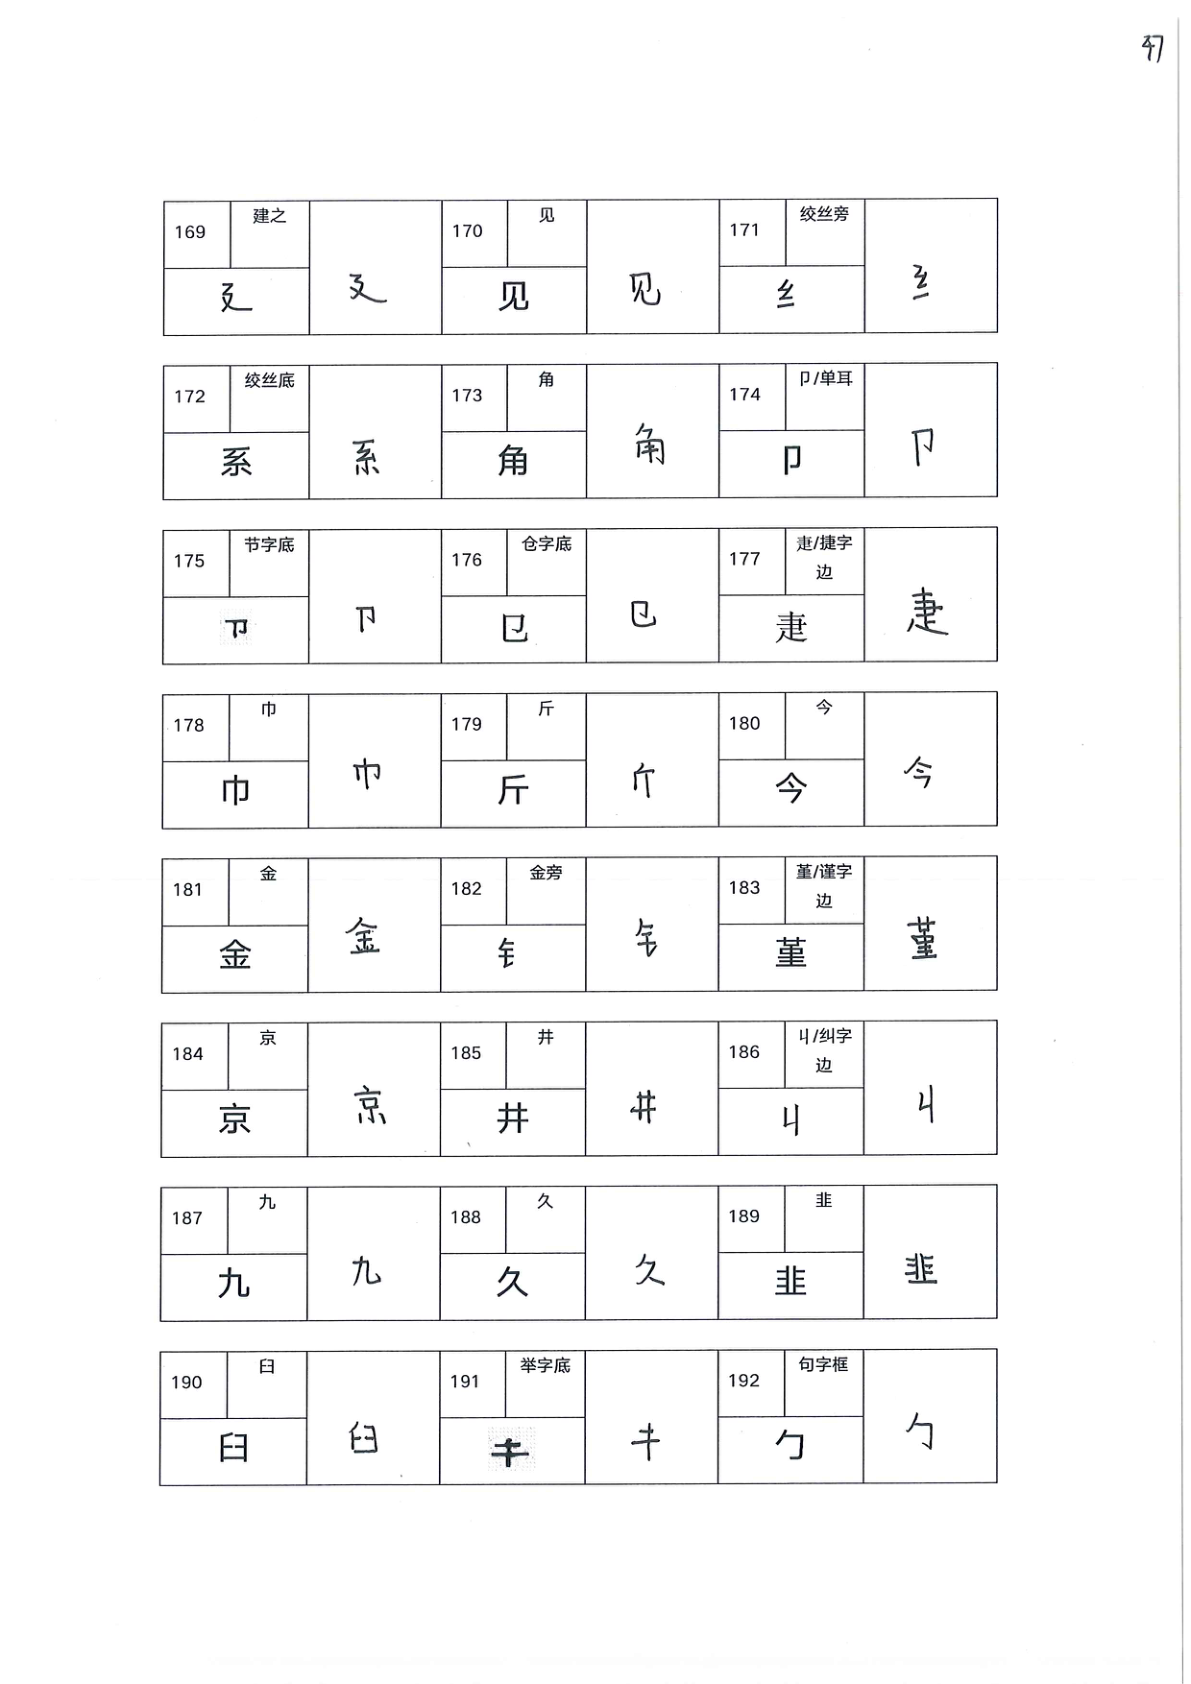 47
169 建之 廴 廴 170 见 见 见 171 绞丝旁 纟 纟
172 绞丝底 系 系 173 角 角 角 174 卩/单耳 卩 卩
175 节字底 卩 卩 176 仓字底 㔾 㔾 177 疌/捷字
边 疌 疌
178 巾 巾 巾 179 斤 斤 斤 180 今 今 今
181 金 金 金 182 金旁 钅 钅 183 堇/谨字
边 堇 堇
184 京 京 京 185 井 井 井 186 丩/纠字
边 丩 丩
187 九 九 九 188 久 久 久 189 韭 韭 韭
190 臼 臼 臼 191 举字底 192 句字框 勹 勹